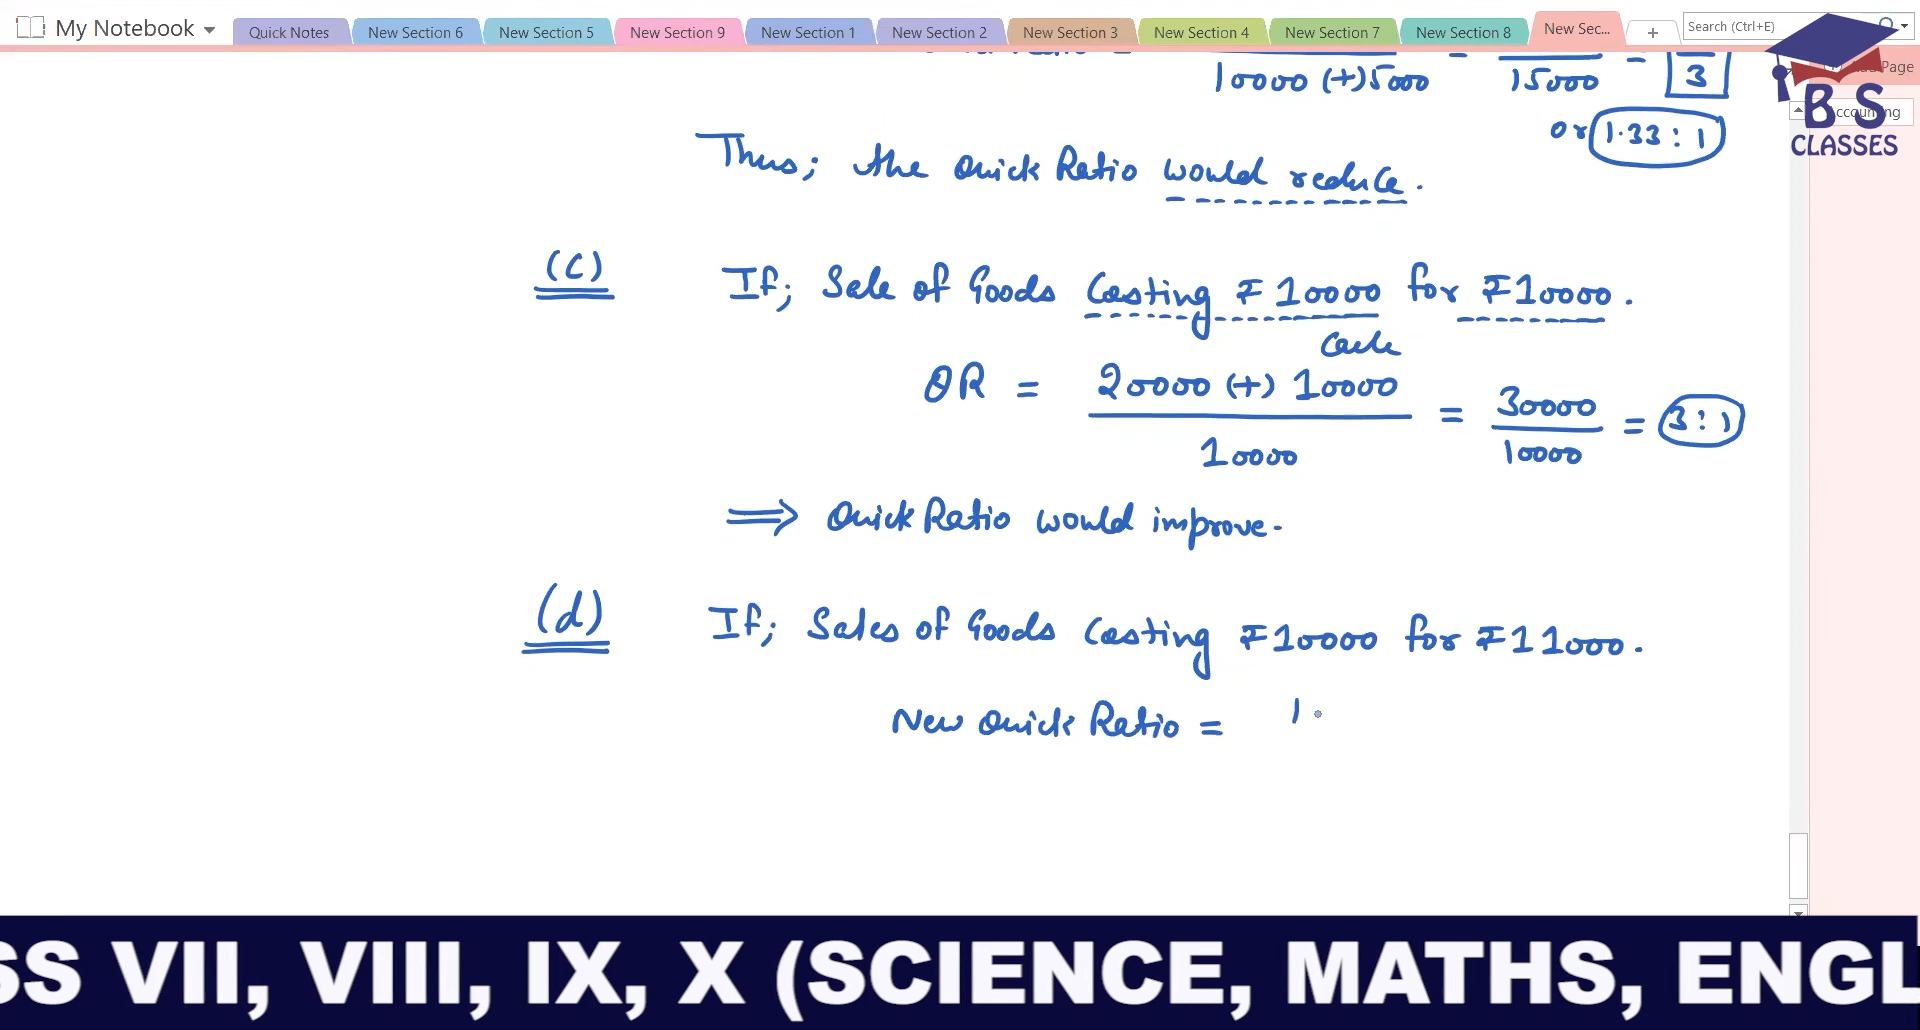 My Notebook
Quick Notes New Section 6 New Section 5 New Section 9 New Section 1 New Section 2 New Section 3 New Section 4 New Section 7 New Section 8 New Sec... +
Search (Ctrl+E)
Page
Accounting
BS
CLASSES
10000 (+) 5000 = 15000 = 3
or 1.33 : 1
Thus; the Quick Ratio would reduce.
(c) If; Sale of Goods Costing ₹10000 for ₹10000.
Cash
QR = 20000 (+) 10000 / 10000 = 30000 / 10000 = 3 : 1
⟹ Quick Ratio would improve.
(d) If; Sales of Goods Costing ₹10000 for ₹11000.
New Quick Ratio = 1
SS VII, VIII, IX, X (SCIENCE, MATHS, ENGL